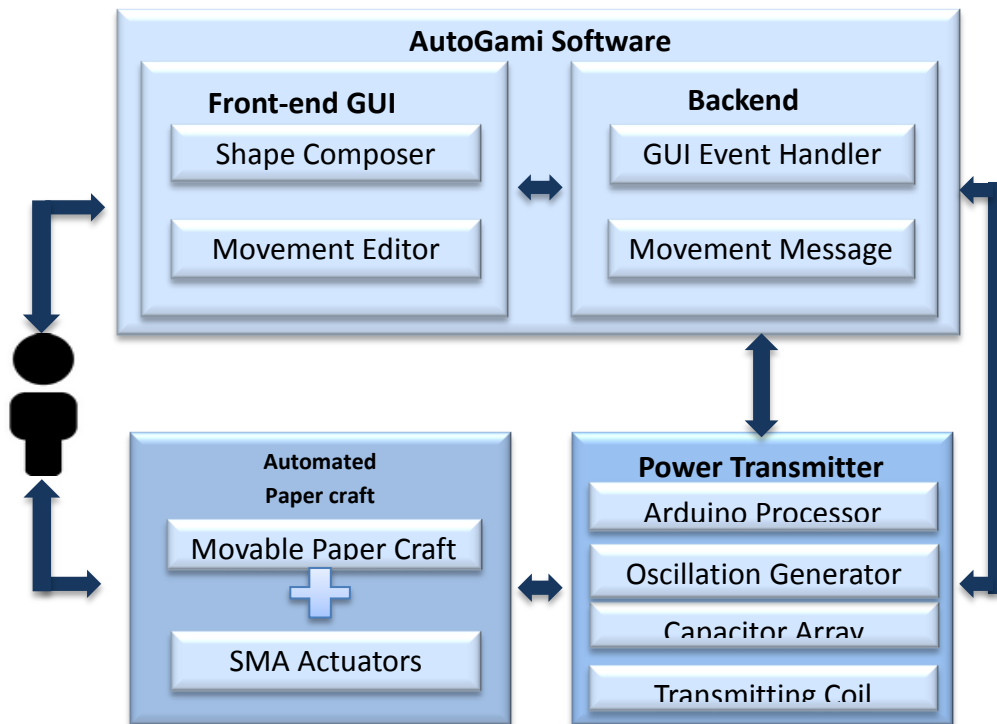 AutoGami Software
Front-end GUI
Shape Composer
Movement Editor
Backend
GUI Event Handler
Movement Message
Automated
Paper craft
Movable Paper Craft
SMA Actuators
Power Transmitter
Arduino Processor
Oscillation Generator
Capacitor Array
Transmitting Coil